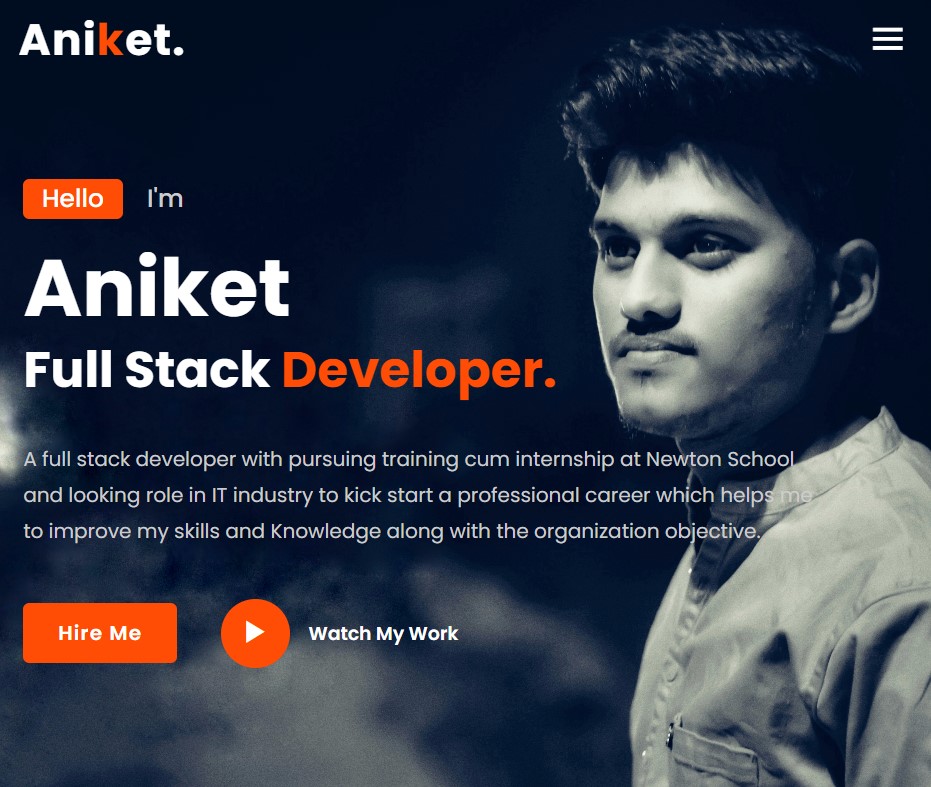 Aniket.
Hello I'm
Aniket
Full Stack Developer.
A full stack developer with pursuing training cum internship at Newton School
and looking role in IT industry to kick start a professional career which helps me
to improve my skills and Knowledge along with the organization objective.
Hire Me
Watch My Work